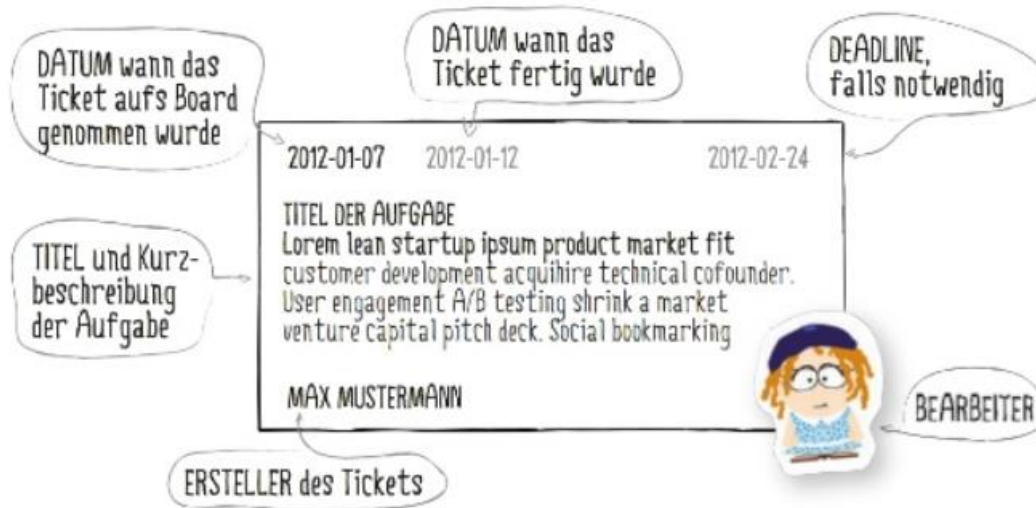 DATUM wann das
Ticket aufs Board
genommen wurde
DATUM wann das
Ticket fertig wurde
DEADLINE,
falls notwendig
2012-01-07 2012-01-12 2012-02-24
TITEL und Kurz-
beschreibung
der Aufgabe
TITEL DER AUFGABE
Lorem lean startup ipsum product market fit
customer development acquihire technical cofounder.
User engagement A/B testing shrink a market
venture capital pitch deck. Social bookmarking
MAX MUSTERMANN
BEARBEITER
ERSTELLER des Tickets